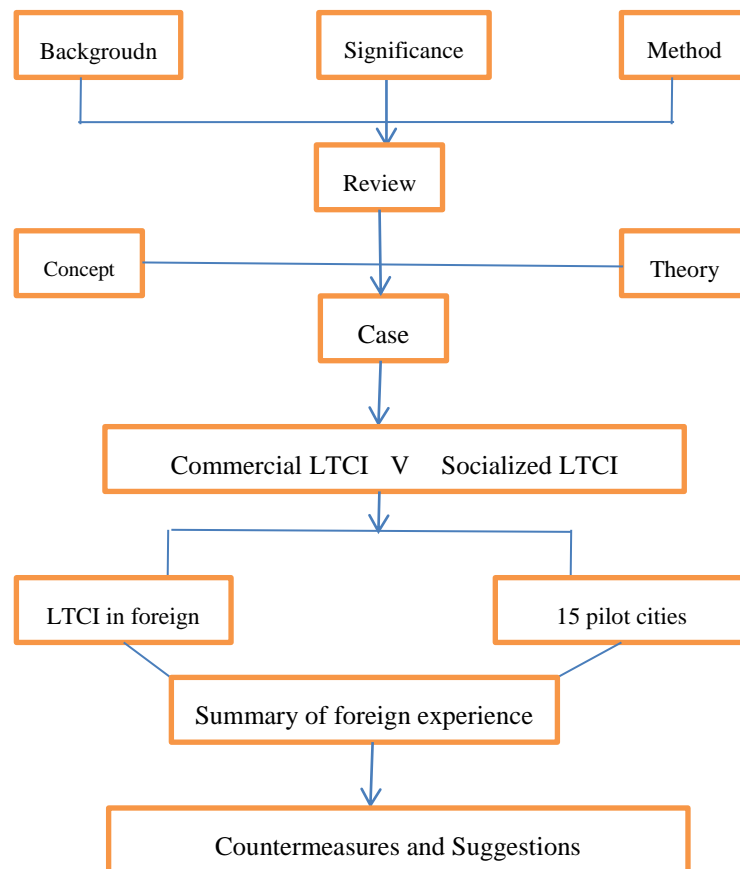 Backgroudn
Significance
Method
Review
Concept
Theory
Case
Commercial LTCI V Socialized LTCI
LTCI in foreign
15 pilot cities
Summary of foreign experience
Countermeasures and Suggestions